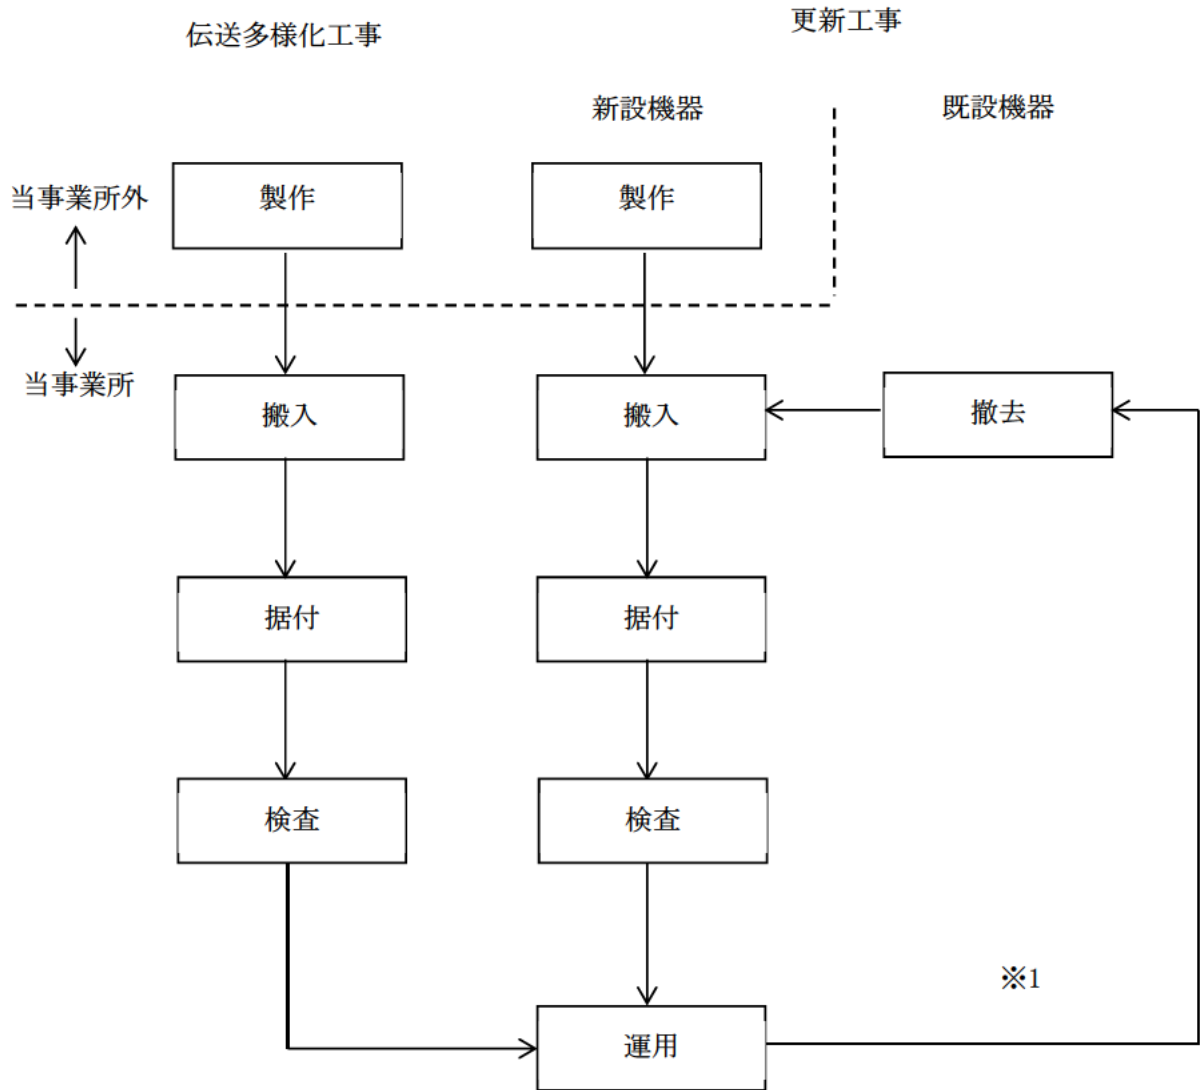 伝送多様化工事
更新工事
新設機器
既設機器
当事業所外
製作
製作
当事業所
搬入
搬入
撤去
据付
据付
検査
検査
※1
運用